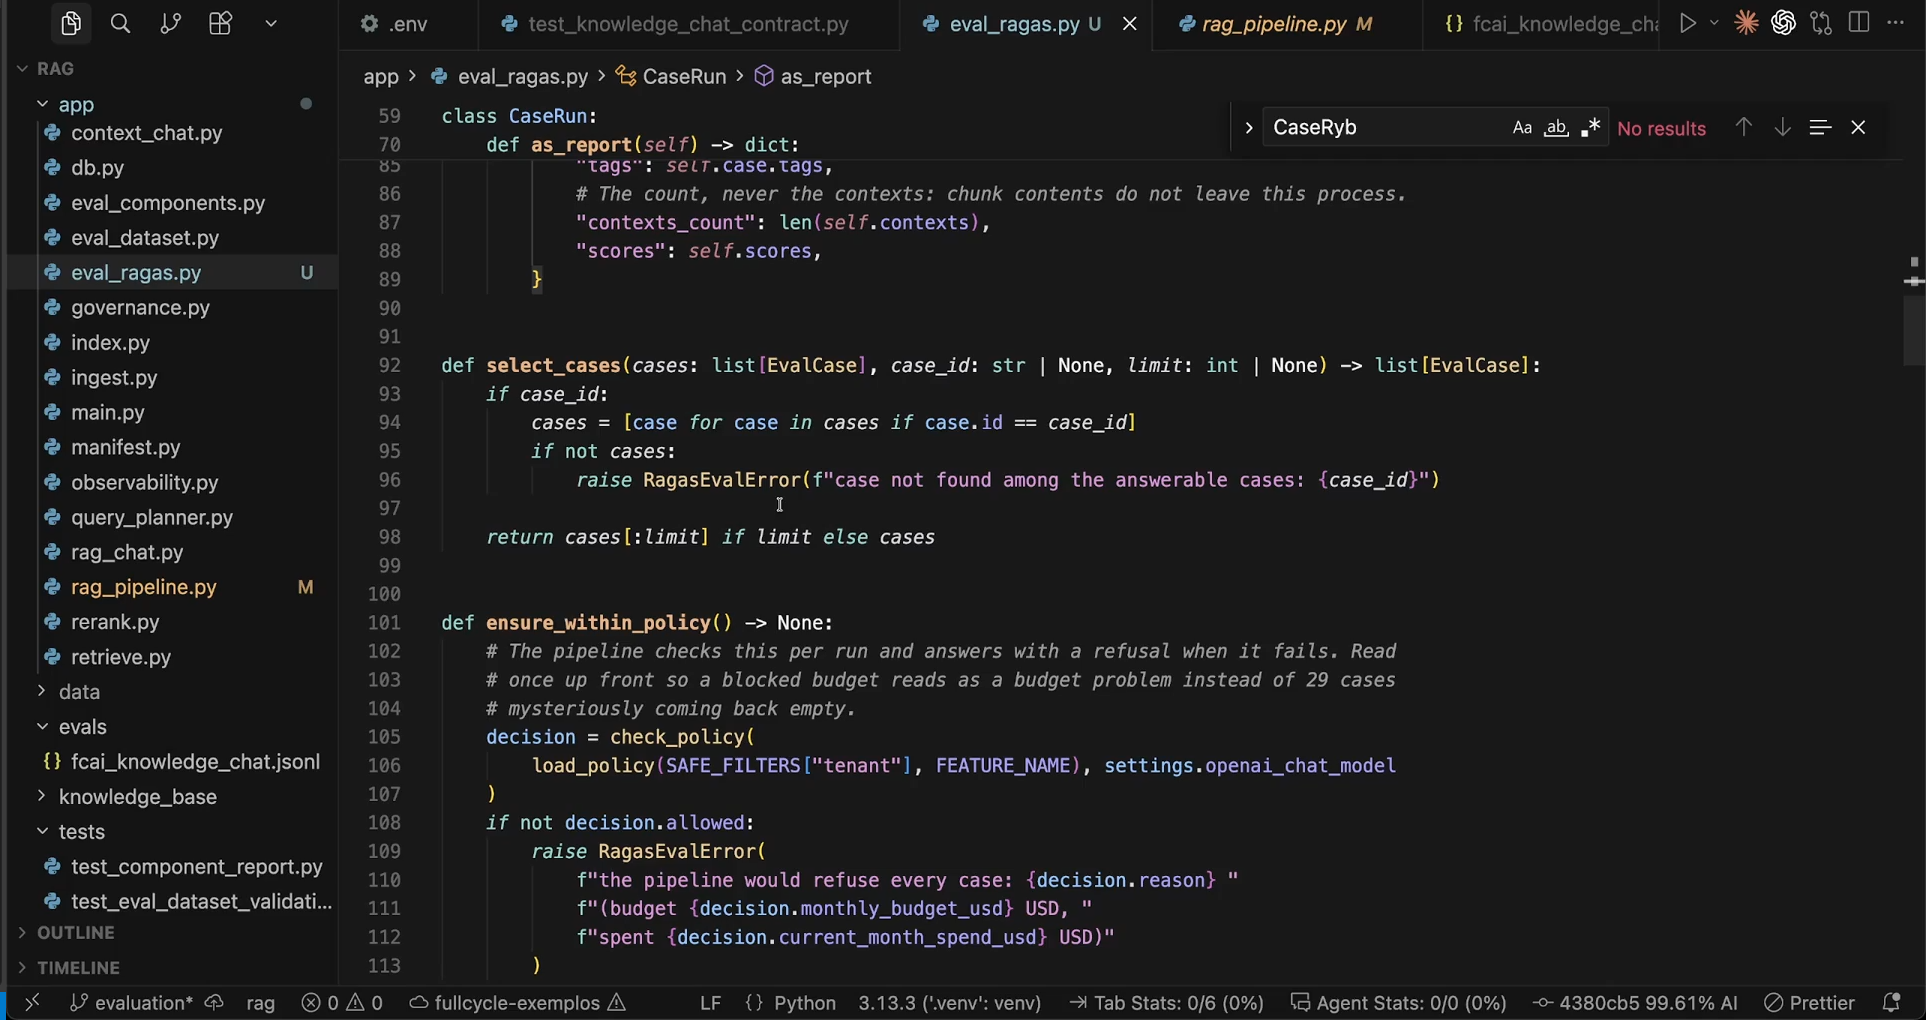 .env
test_knowledge_chat_contract.py
eval_ragas.py U
rag_pipeline.py M
{} fcai_knowledge_cha
RAG
app
context_chat.py
db.py
eval_components.py
eval_dataset.py
eval_ragas.py U
governance.py
index.py
ingest.py
main.py
manifest.py
observability.py
query_planner.py
rag_chat.py
rag_pipeline.py M
rerank.py
retrieve.py
data
evals
{} fcai_knowledge_chat.jsonl
knowledge_base
tests
test_component_report.py
test_eval_dataset_validati...
OUTLINE
TIMELINE
app > eval_ragas.py > CaseRun > as_report
CaseRyb Aa ab .* No results
59 class CaseRun:
70 def as_report(self) -> dict:
85 "tags": self.case.tags,
86 # The count, never the contexts: chunk contents do not leave this process.
87 "contexts_count": len(self.contexts),
88 "scores": self.scores,
89 }
90
91
92 def select_cases(cases: list[EvalCase], case_id: str | None, limit: int | None) -> list[EvalCase]:
93 if case_id:
94 cases = [case for case in cases if case.id == case_id]
95 if not cases:
96 raise RagasEvalError(f"case not found among the answerable cases: {case_id}")
97
98 return cases[:limit] if limit else cases
99
100
101 def ensure_within_policy() -> None:
102 # The pipeline checks this per run and answers with a refusal when it fails. Read
103 # once up front so a blocked budget reads as a budget problem instead of 29 cases
104 # mysteriously coming back empty.
105 decision = check_policy(
106 load_policy(SAFE_FILTERS["tenant"], FEATURE_NAME), settings.openai_chat_model
107 )
108 if not decision.allowed:
109 raise RagasEvalError(
110 f"the pipeline would refuse every case: {decision.reason} "
111 f"(budget {decision.monthly_budget_usd} USD, "
112 f"spent {decision.current_month_spend_usd} USD)"
113 )
evaluation* rag 0 0 fullcycle-exemplos LF {} Python 3.13.3 ('.venv': venv) Tab Stats: 0/6 (0%) Agent Stats: 0/0 (0%) 4380cb5 99.61% AI Prettier